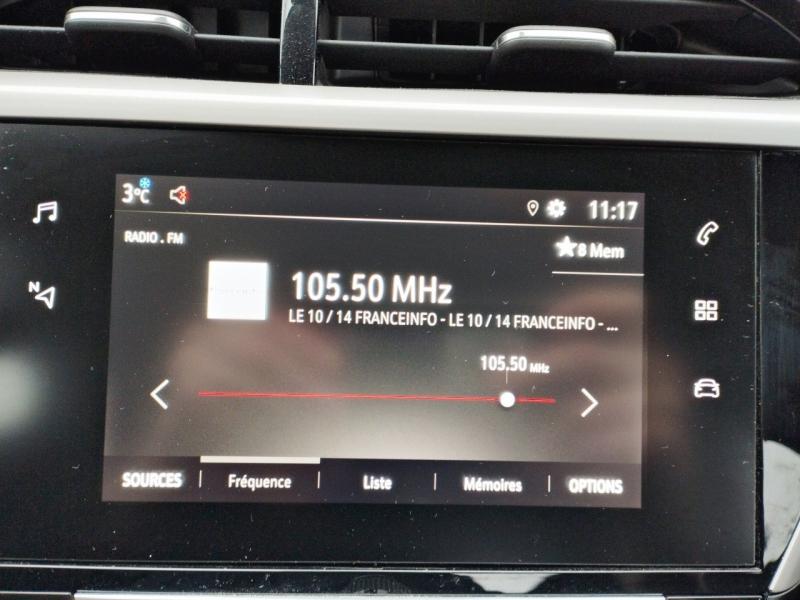 3°C 11:17
RADIO . FM
8 Mem
105.50 MHz
LE 10 / 14 FRANCEINFO - LE 10 / 14 FRANCEINFO - ...
105.50 MHz
SOURCES Fréquence Liste Mémoires OPTIONS
N